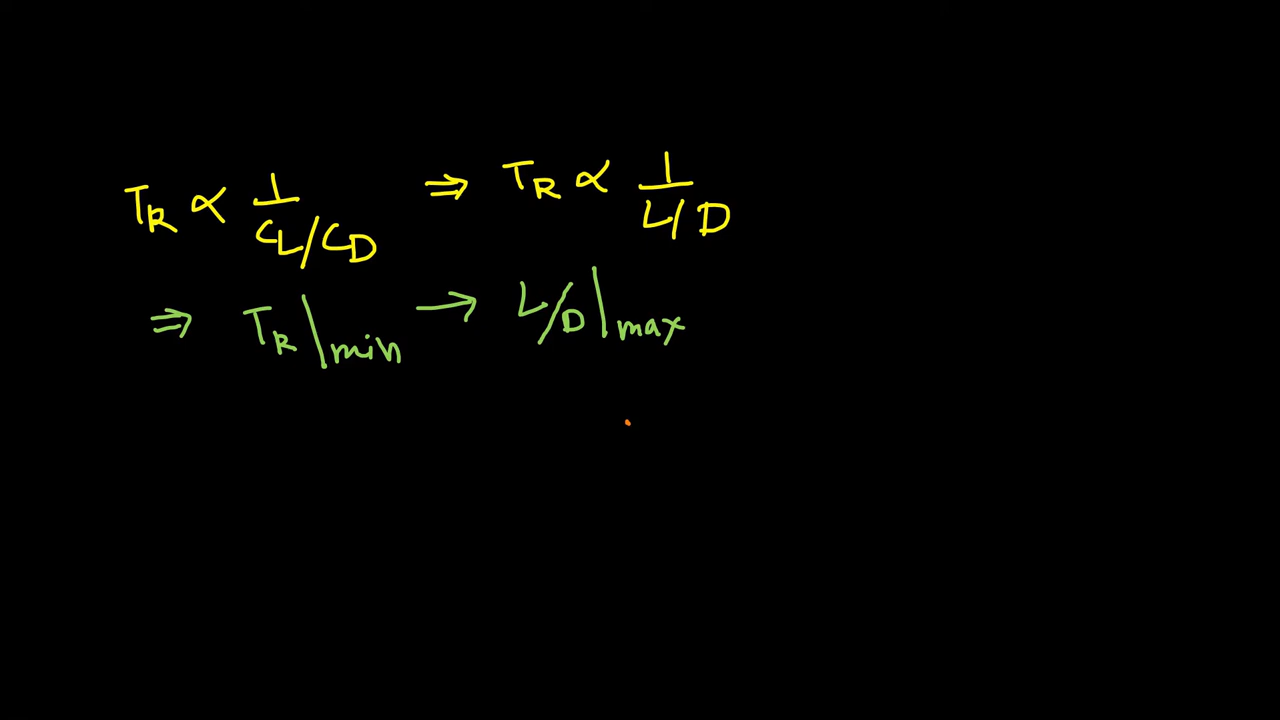 T_R ∝ 1/(C_L/C_D) ⇒ T_R ∝ 1/(L/D)
⇒ T_R|min → L/D|max